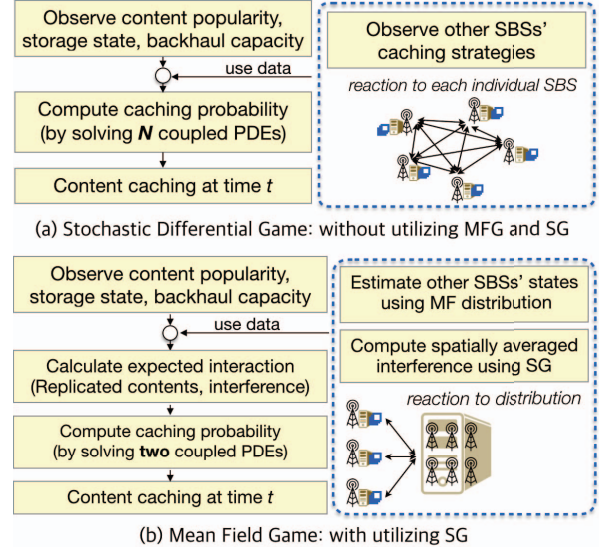 Observe content popularity,
storage state, backhaul capacity
use data
Compute caching probability
(by solving N coupled PDEs)
Content caching at time t
Observe other SBSs'
caching strategies
reaction to each individual SBS
(a) Stochastic Differential Game: without utilizing MFG and SG
Observe content popularity,
storage state, backhaul capacity
use data
Calculate expected interaction
(Replicated contents, interference)
Compute caching probability
(by solving two coupled PDEs)
Content caching at time t
Estimate other SBSs' states
using MF distribution
Compute spatially averaged
interference using SG
reaction to distribution
(b) Mean Field Game: with utilizing SG